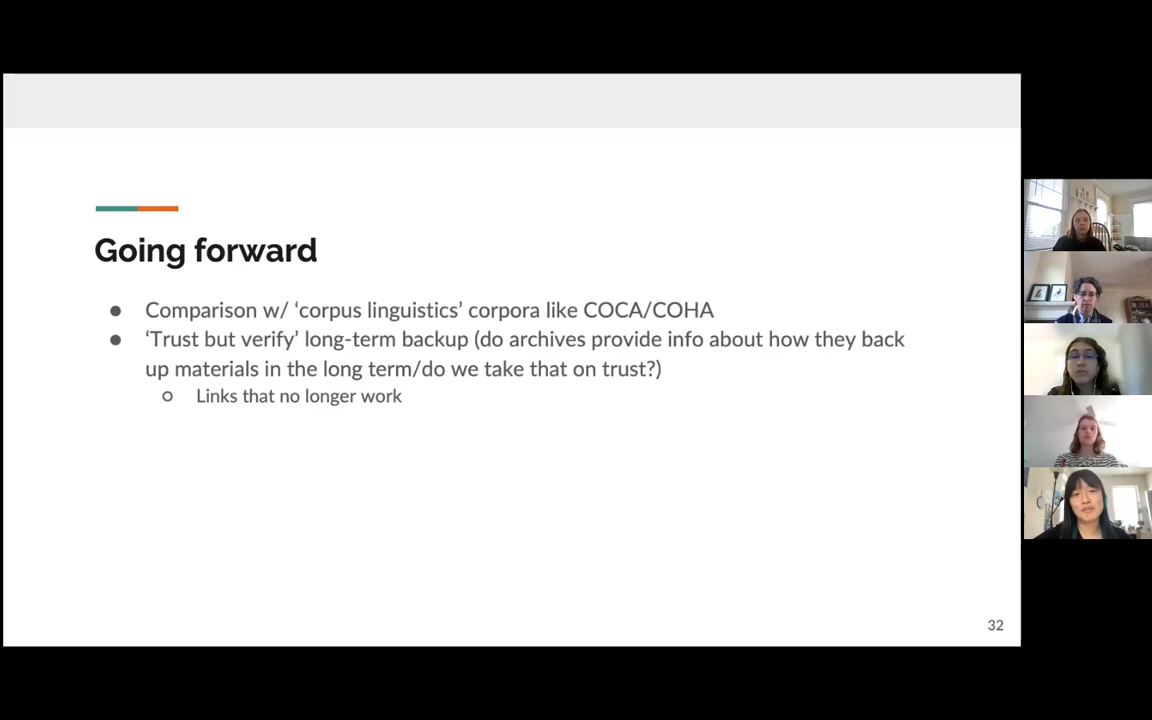 Going forward
● Comparison w/ ‘corpus linguistics’ corpora like COCA/COHA
● ‘Trust but verify’ long-term backup (do archives provide info about how they back
up materials in the long term/do we take that on trust?)
○ Links that no longer work
32